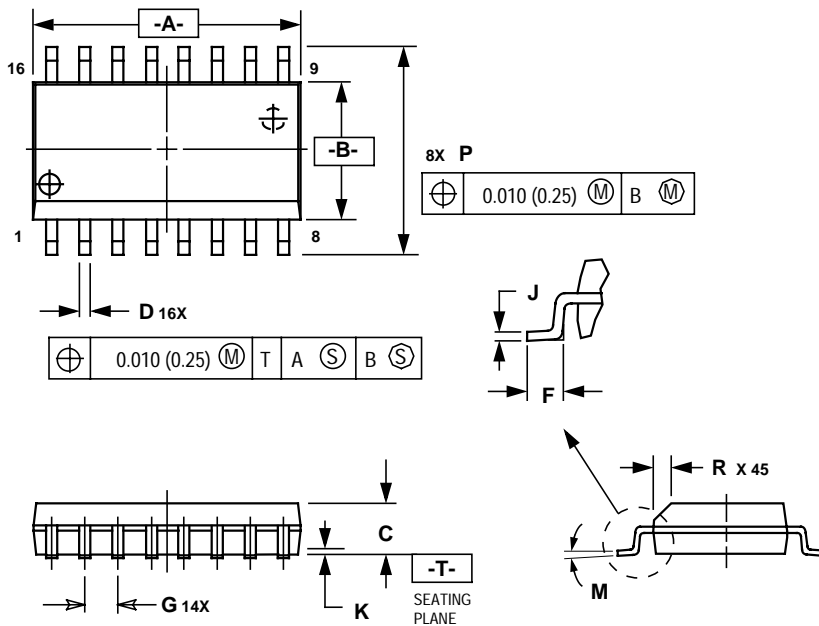 -A-
16
9
-B-
8X P
⌖ 0.010 (0.25) Ⓜ B Ⓜ
1
8
J
D 16X
⌖ 0.010 (0.25) Ⓜ T A Ⓢ B Ⓢ
F
R X 45
C
-T-
G 14X
K
SEATING
PLANE
M